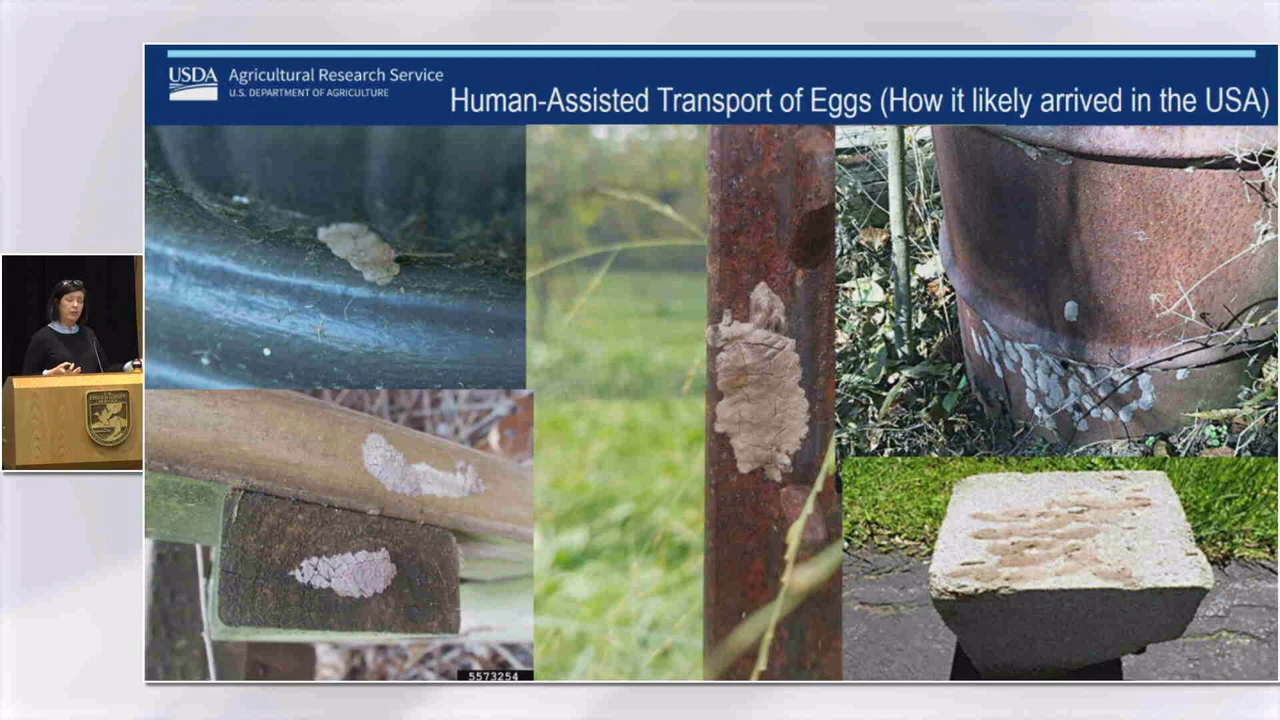 USDA
Agricultural Research Service
U.S. DEPARTMENT OF AGRICULTURE
Human-Assisted Transport of Eggs (How it likely arrived in the USA)
5573254